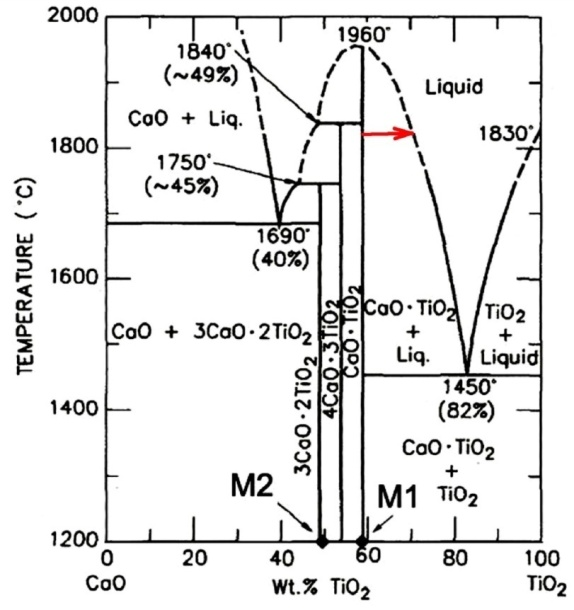 2000
1800
1600
1400
1200
TEMPERATURE (°C)
1960°
1840°
(~49%)
Liquid
CaO + Liq.
1830°
1750°
(~45%)
1690°
(40%)
CaO·TiO₂
+
Liq.
TiO₂
+
Liquid
CaO + 3CaO·2TiO₂
3CaO·2TiO₂
4CaO·3TiO₂
CaO·TiO₂
1450°
(82%)
CaO·TiO₂
+
TiO₂
M2
M1
0
20
40
60
80
100
CaO
Wt.% TiO₂
TiO₂